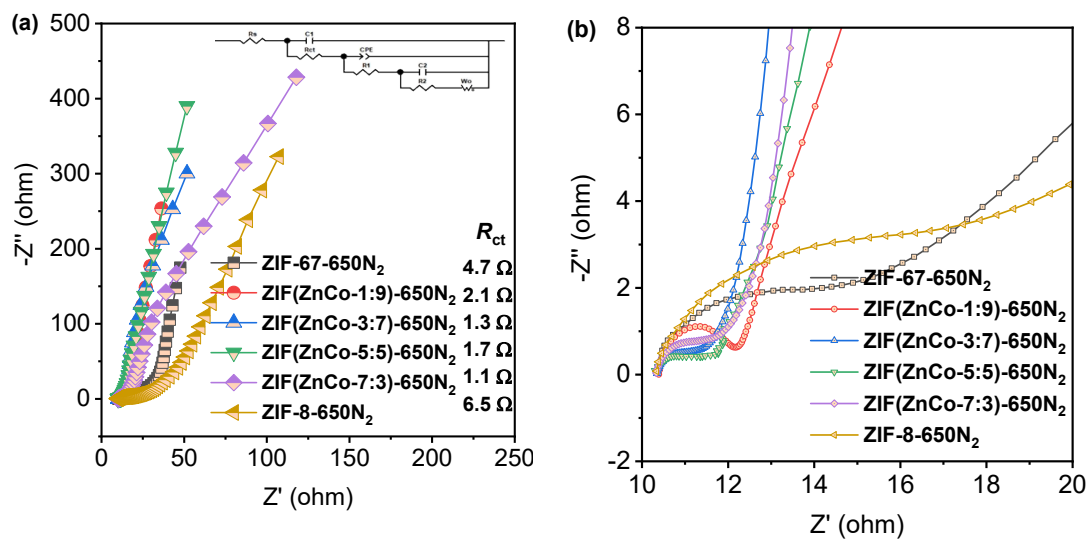 (a)
500
400
300
200
100
0
-Z'' (ohm)
0
50
100
150
200
250
Z' (ohm)
Rs
C1
Rct
CPE
R1
C2
R2
Wo
R_ct
ZIF-67-650N₂ 4.7 Ω
ZIF(ZnCo-1:9)-650N₂ 2.1 Ω
ZIF(ZnCo-3:7)-650N₂ 1.3 Ω
ZIF(ZnCo-5:5)-650N₂ 1.7 Ω
ZIF(ZnCo-7:3)-650N₂ 1.1 Ω
ZIF-8-650N₂ 6.5 Ω
(b)
8
6
4
2
0
-2
-Z'' (ohm)
10
12
14
16
18
20
Z' (ohm)
ZIF-67-650N₂
ZIF(ZnCo-1:9)-650N₂
ZIF(ZnCo-3:7)-650N₂
ZIF(ZnCo-5:5)-650N₂
ZIF(ZnCo-7:3)-650N₂
ZIF-8-650N₂